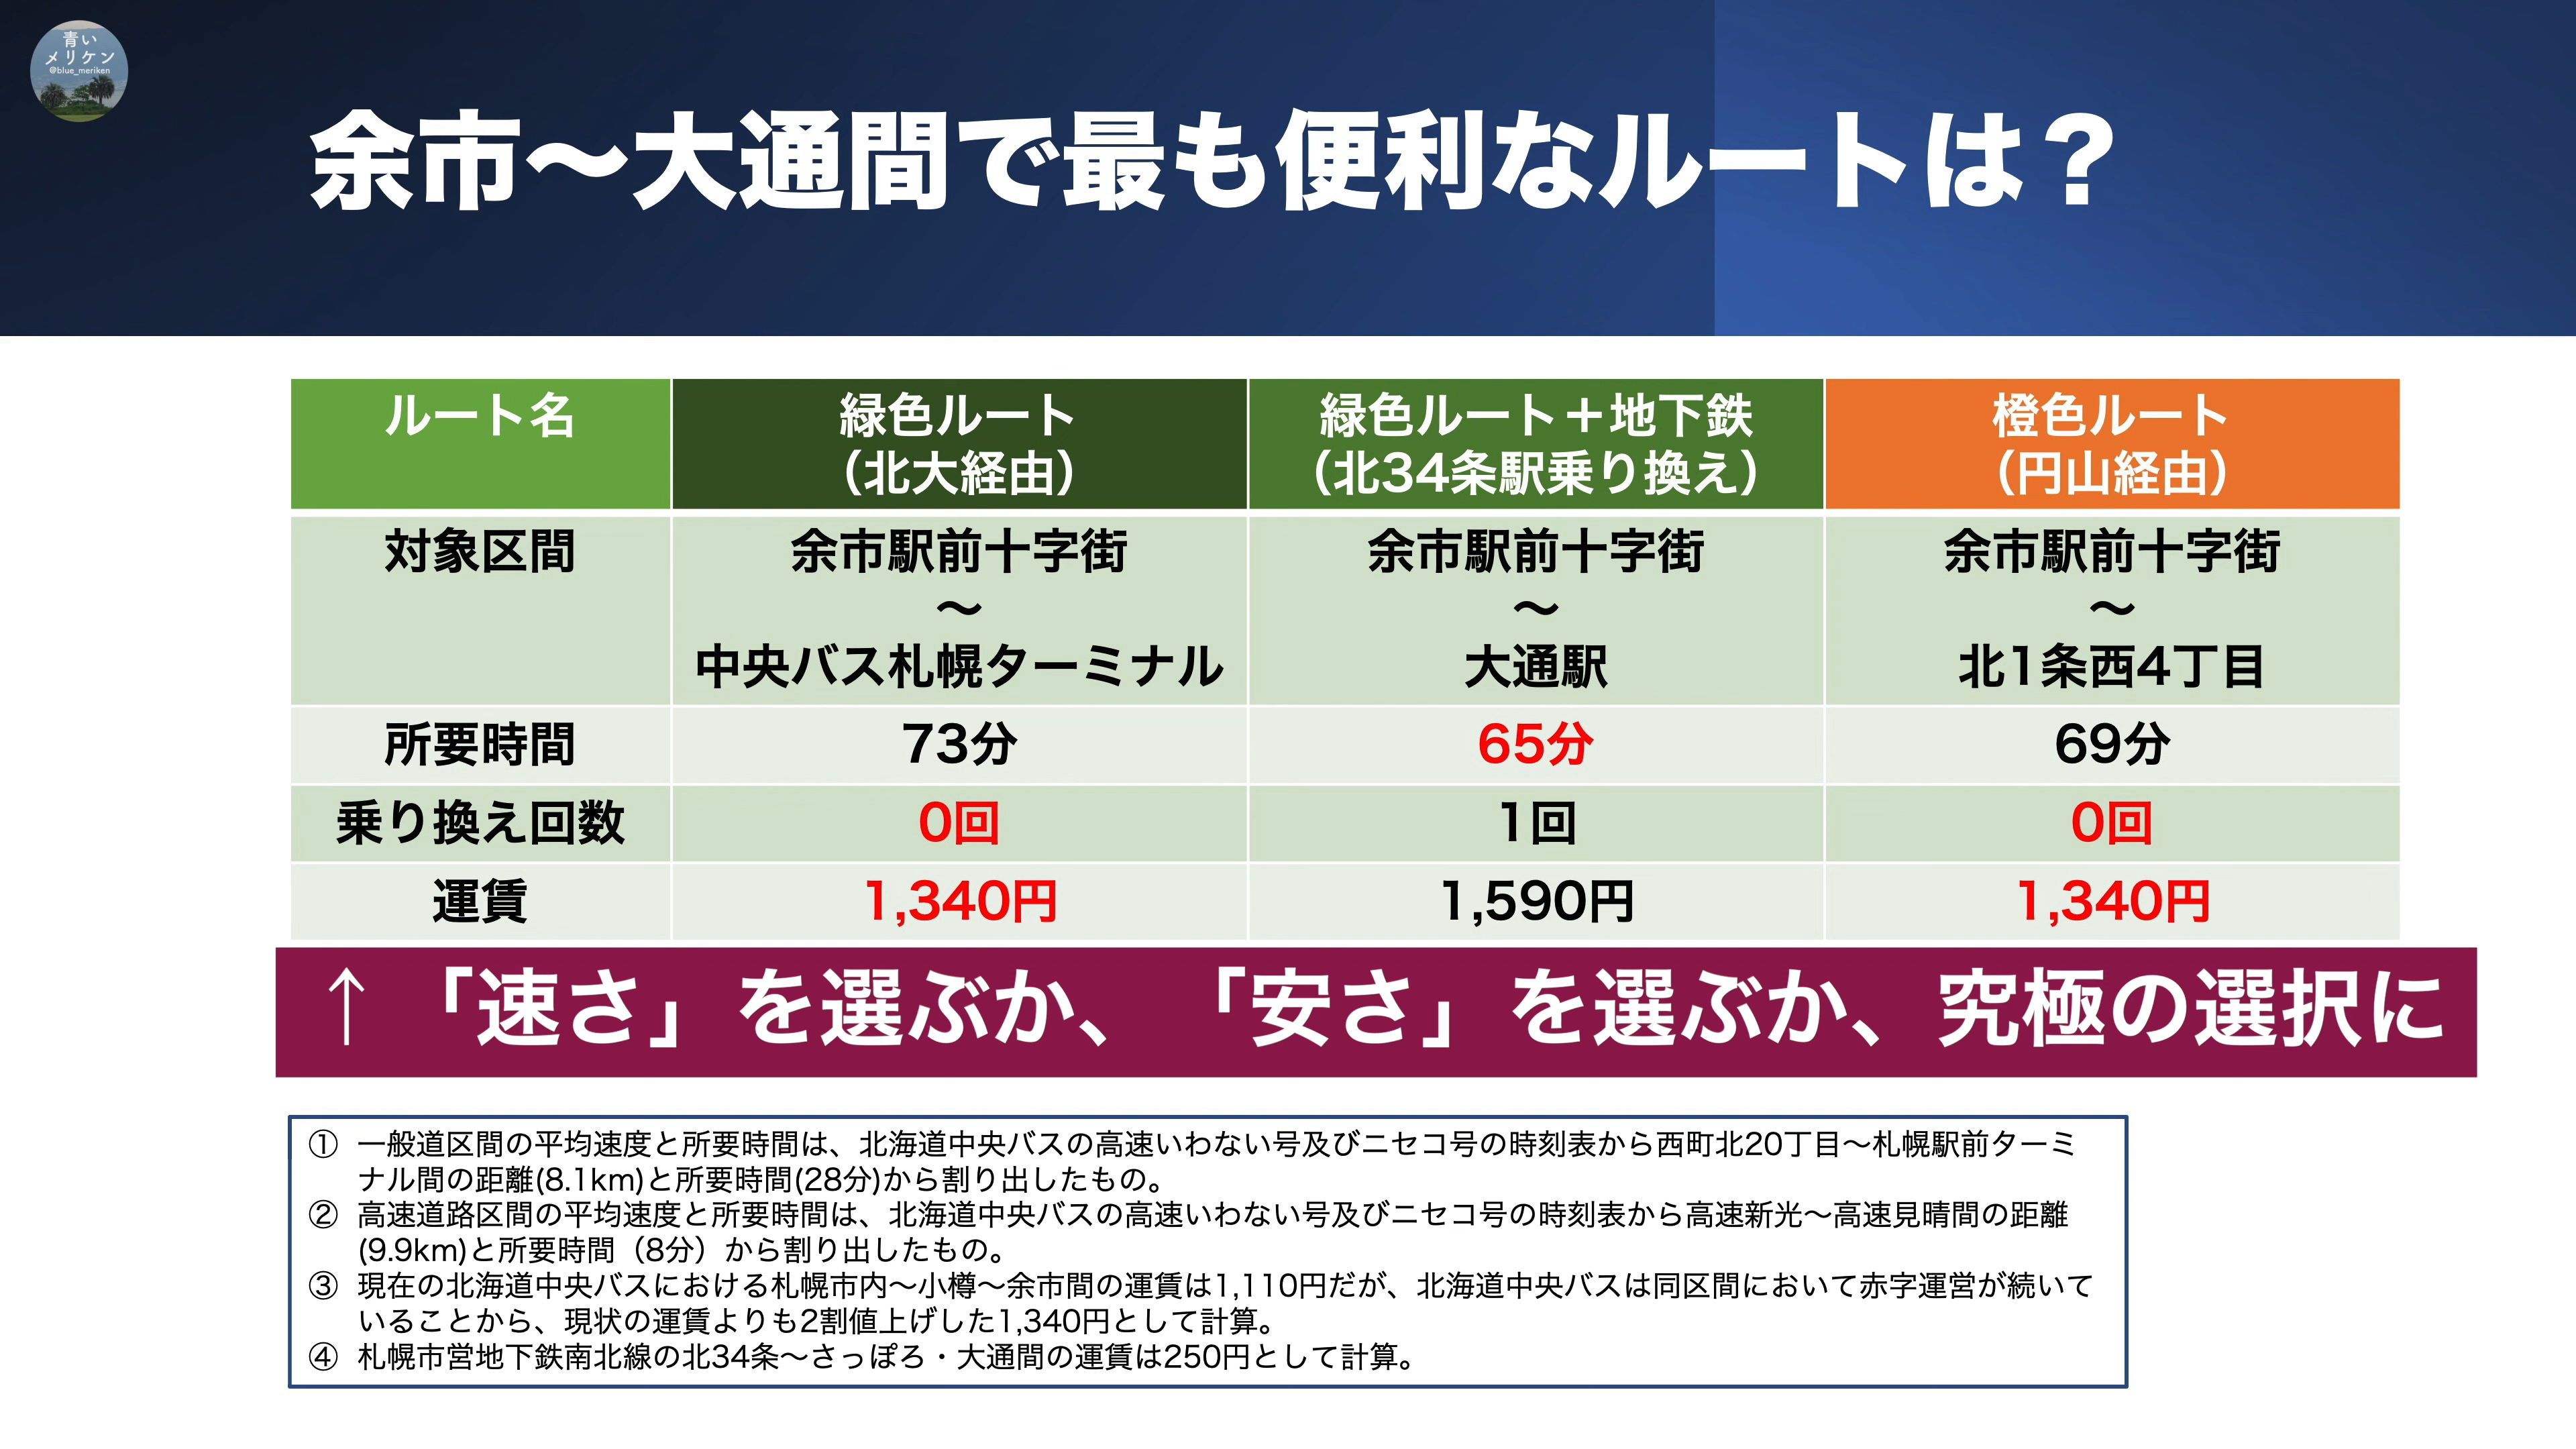 青い
メリケン
@blue_meriken
余市～大通間で最も便利なルートは？
ルート名
緑色ルート
（北大経由）
緑色ルート＋地下鉄
（北34条駅乗り換え）
橙色ルート
（円山経由）
対象区間
余市駅前十字街
～
中央バス札幌ターミナル
余市駅前十字街
～
大通駅
余市駅前十字街
～
北1条西4丁目
所要時間
73分
65分
69分
乗り換え回数
0回
1回
0回
運賃
1,340円
1,590円
1,340円
↑「速さ」を選ぶか、「安さ」を選ぶか、究極の選択に
① 一般道区間の平均速度と所要時間は、北海道中央バスの高速いわない号及びニセコ号の時刻表から西町北20丁目～札幌駅前ターミ
ナル間の距離(8.1km)と所要時間(28分)から割り出したもの。
② 高速道路区間の平均速度と所要時間は、北海道中央バスの高速いわない号及びニセコ号の時刻表から高速新光～高速見晴間の距離
(9.9km)と所要時間（8分）から割り出したもの。
③ 現在の北海道中央バスにおける札幌市内～小樽～余市間の運賃は1,110円だが、北海道中央バスは同区間において赤字運営が続いて
いることから、現状の運賃よりも2割値上げした1,340円として計算。
④ 札幌市営地下鉄南北線の北34条～さっぽろ・大通間の運賃は250円として計算。